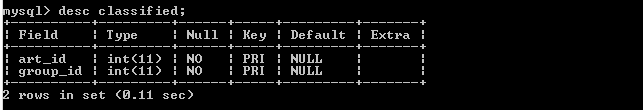 mysql> desc classified;
+----------+---------+------+-----+---------+-------+
| Field    | Type    | Null | Key | Default | Extra |
+----------+---------+------+-----+---------+-------+
| art_id   | int(11) | NO   | PRI | NULL    |       |
| group_id | int(11) | NO   | PRI | NULL    |       |
+----------+---------+------+-----+---------+-------+
2 rows in set (0.11 sec)